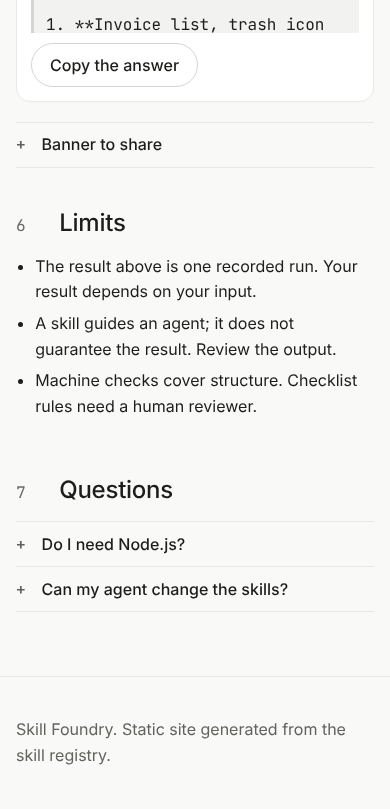 1. **Invoice list, trash icon
Copy the answer
+ Banner to share
6 Limits
• The result above is one recorded run. Your
result depends on your input.
• A skill guides an agent; it does not
guarantee the result. Review the output.
• Machine checks cover structure. Checklist
rules need a human reviewer.
7 Questions
+ Do I need Node.js?
+ Can my agent change the skills?
Skill Foundry. Static site generated from the
skill registry.